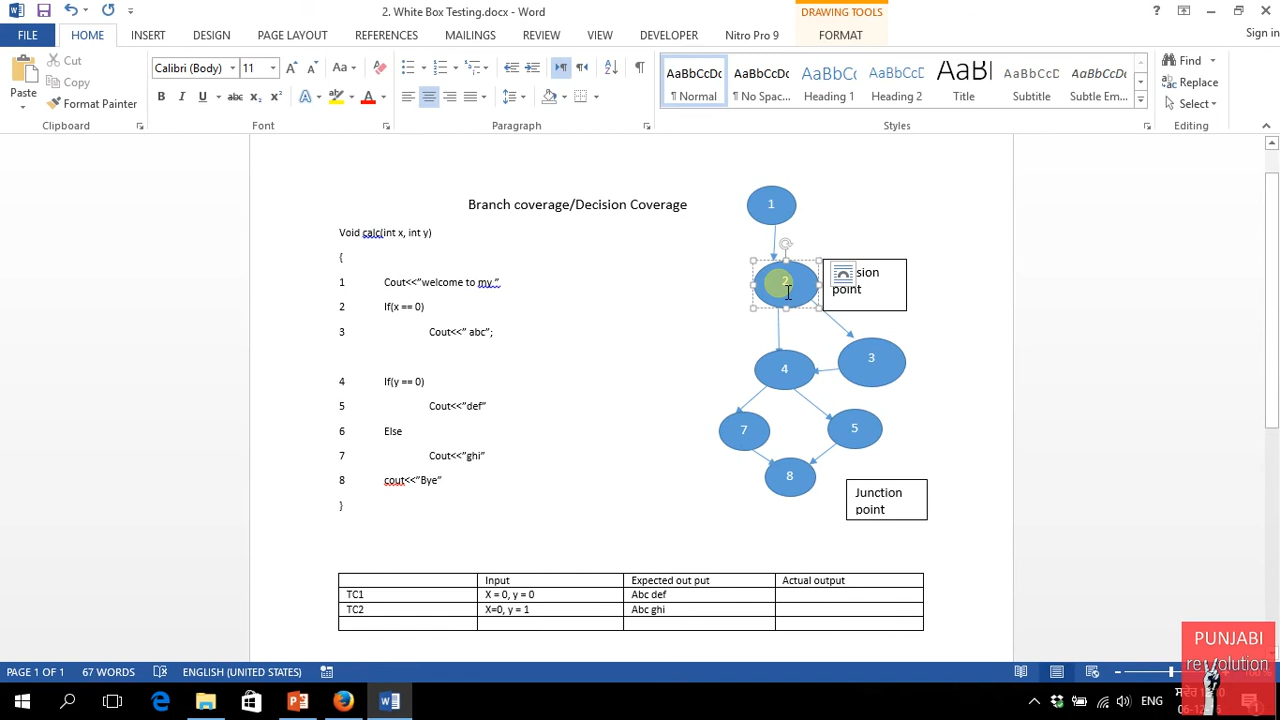 2. White Box Testing.docx - Word
DRAWING TOOLS
?
FILE
HOME
INSERT
DESIGN
PAGE LAYOUT
REFERENCES
MAILINGS
REVIEW
VIEW
DEVELOPER
Nitro Pro 9
FORMAT
Sign in
Paste
Cut
Copy
Format Painter
Calibri (Body)
11
AaBbCcDc
¶ Normal
AaBbCcDc
¶ No Spac...
AaBbCc
Heading 1
AaBbCcD
Heading 2
AaBl
Title
AaBbCcC
Subtitle
AaBbCcDc
Subtle Em...
Find
Replace
Select
Clipboard
Font
Paragraph
Styles
Editing
Branch coverage/Decision Coverage
Void calc(int x, int y)
{
1 Cout<<"welcome to my "
2 If(x == 0)
3 Cout<<" abc";
4 If(y == 0)
5 Cout<<"def"
6 Else
7 Cout<<"ghi"
8 cout<<"Bye"
}
1
2
point
3
4
7
5
8
Junction
point
Input Expected out put Actual output
TC1 X = 0, y = 0 Abc def
TC2 X=0, y = 1 Abc ghi
PAGE 1 OF 1
67 WORDS
ENGLISH (UNITED STATES)
PUNJABI
revolution
ENG